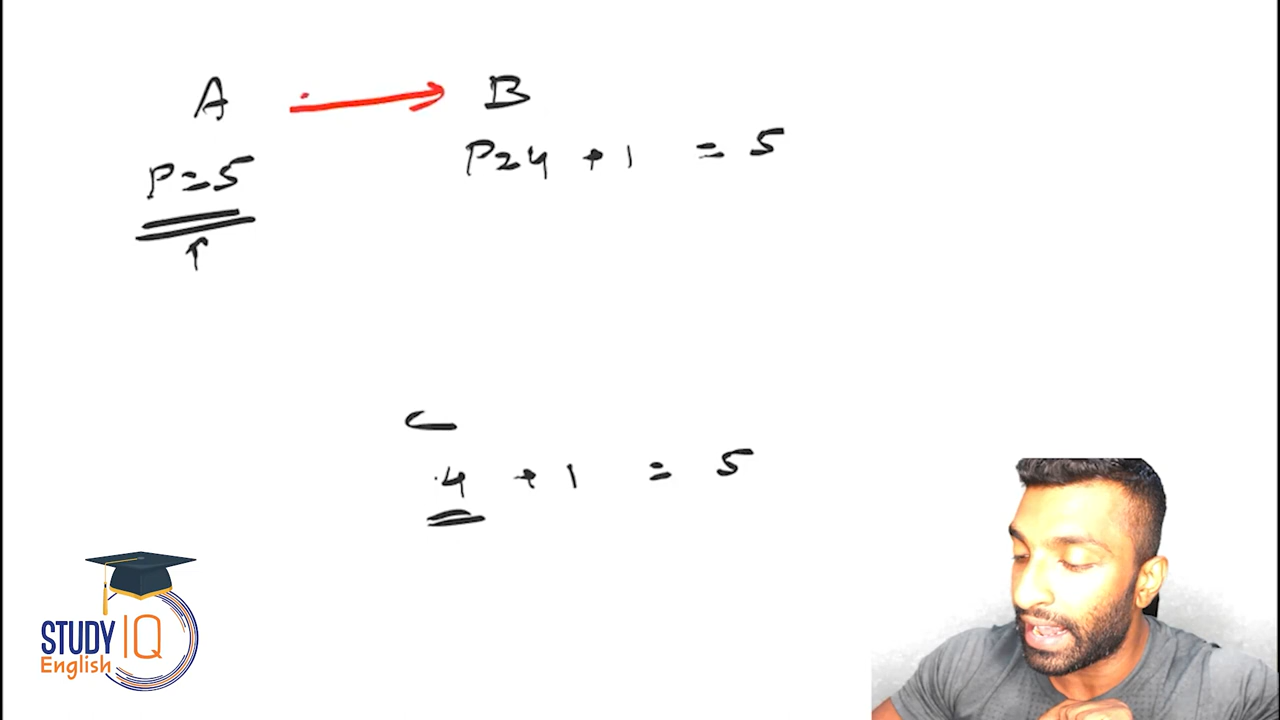 A → B
P=5
P=4 + 1 = 5
↑
C
4 + 1 = 5
STUDY IQ
English